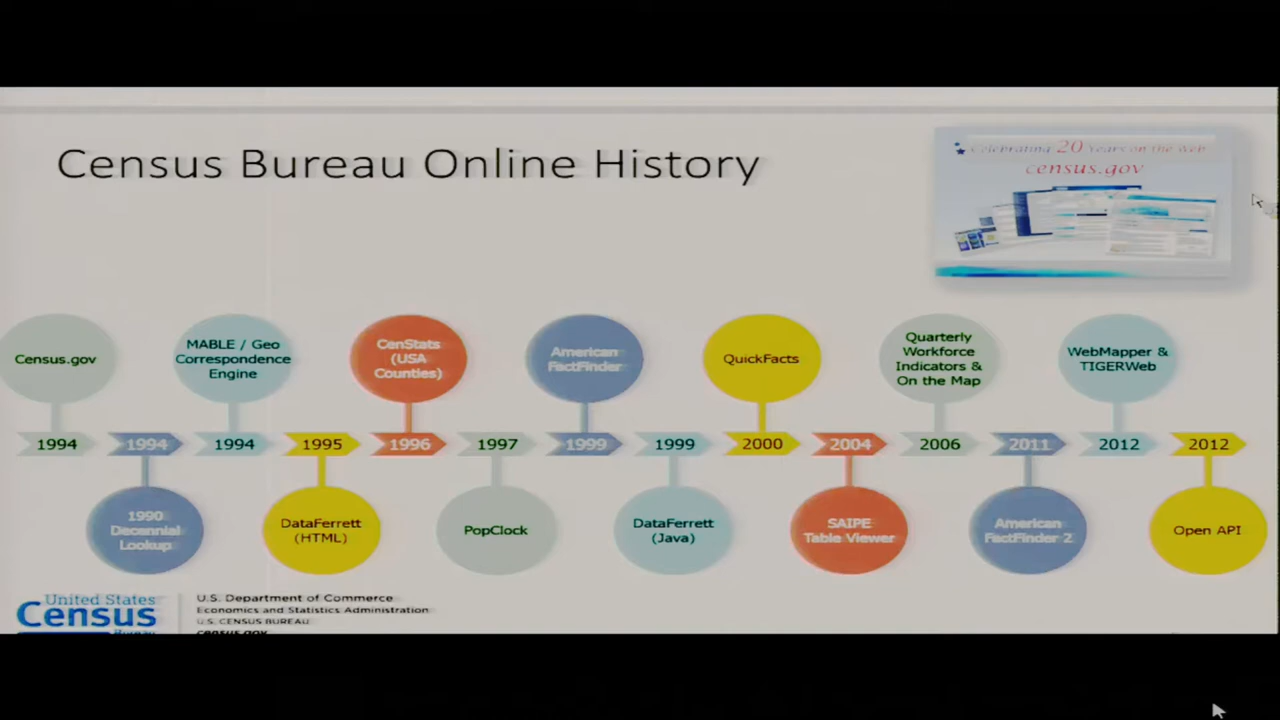 Census Bureau Online History
Celebrating 20 Years on the Web
census.gov
Census.gov
MABLE / Geo
Correspondence
Engine
CenStats
(USA
Counties)
American
FactFinder
QuickFacts
Quarterly
Workforce
Indicators &
On the Map
WebMapper &
TIGERWeb
1994 1994 1994 1995 1996 1997 1999 1999 2000 2004 2006 2011 2012 2012
1990
Decennial
Lookup
DataFerrett
(HTML)
PopClock
DataFerrett
(Java)
SAIPE
Table Viewer
American
FactFinder 2
Open API
United States
Census
Bureau
U.S. Department of Commerce
Economics and Statistics Administration
U.S. CENSUS BUREAU
census.gov